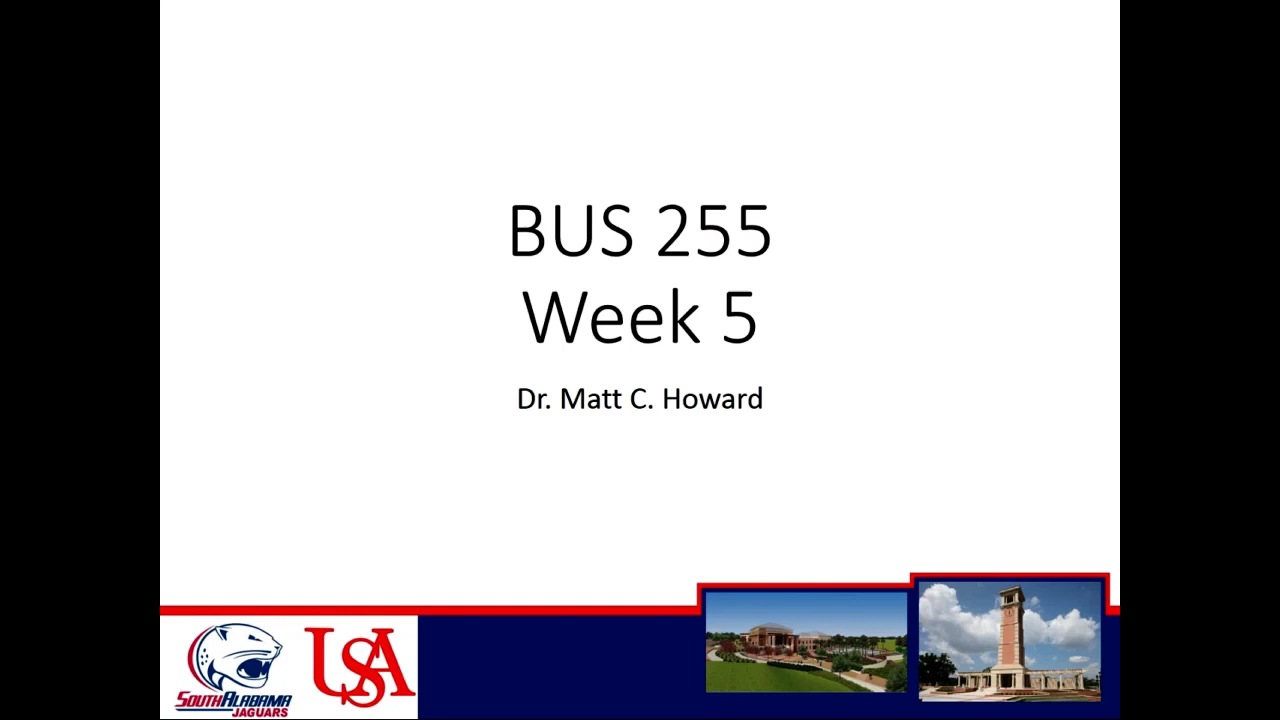 BUS 255
Week 5
Dr. Matt C. Howard
SOUTH ALABAMA
JAGUARS
USA